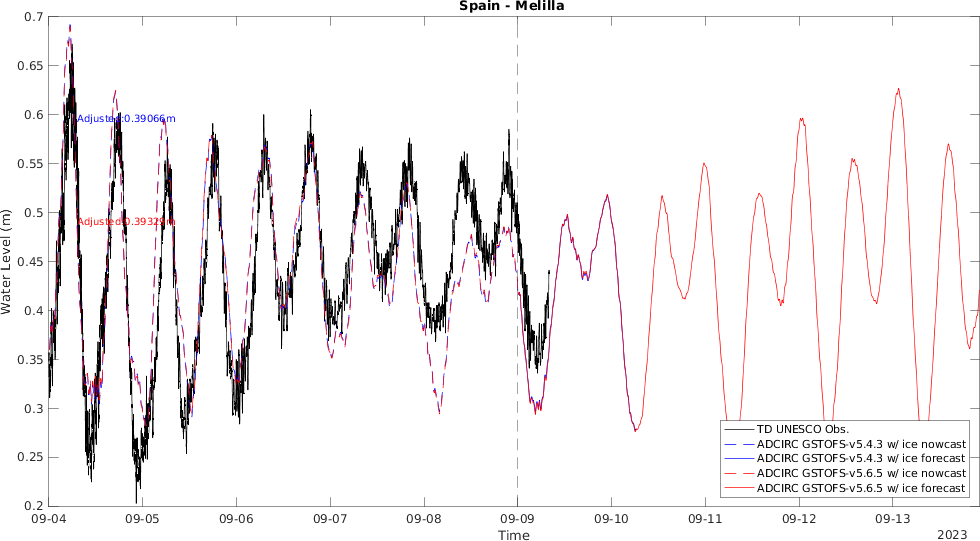 Spain - Melilla
0.7
0.65
0.6
0.55
0.5
0.45
0.4
0.35
0.3
0.25
0.2
Water Level (m)
Adjusted:0.39066m
Adjusted:0.39329m
TD UNESCO Obs.
ADCIRC GSTOFS-v5.4.3 w/ ice nowcast
ADCIRC GSTOFS-v5.4.3 w/ ice forecast
ADCIRC GSTOFS-v5.6.5 w/ ice nowcast
ADCIRC GSTOFS-v5.6.5 w/ ice forecast
09-04 09-05 09-06 09-07 09-08 09-09 09-10 09-11 09-12 09-13
Time
2023